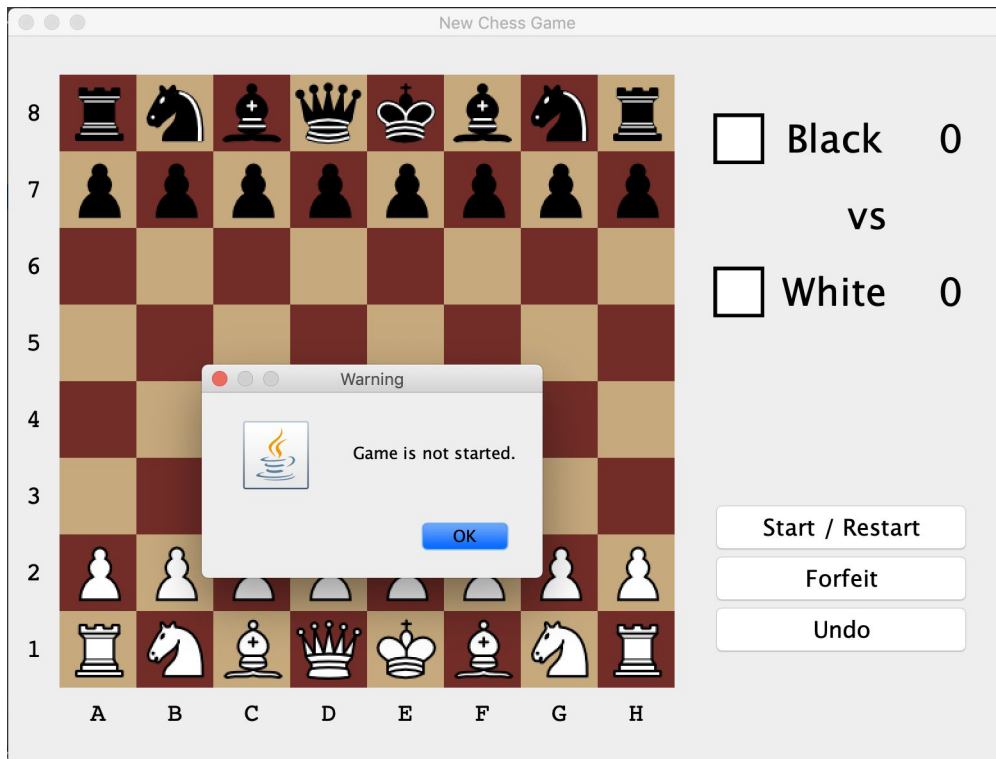 New Chess Game
8
7
6
5
4
3
2
1
A B C D E F G H
Black 0
vs
White 0
Warning
Game is not started.
OK
Start / Restart
Forfeit
Undo